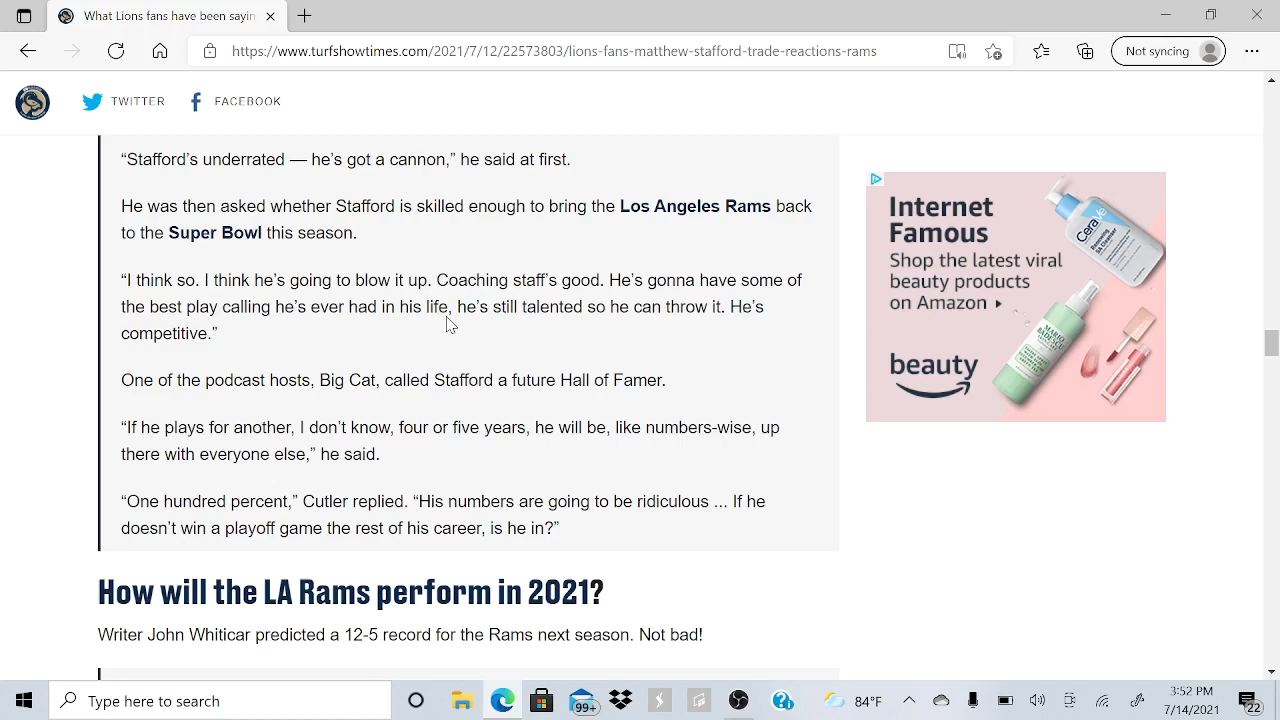 What Lions fans have been sayin
https://www.turfshowtimes.com/2021/7/12/22573803/lions-fans-matthew-stafford-trade-reactions-rams
Not syncing
TWITTER
FACEBOOK
“Stafford’s underrated — he’s got a cannon,” he said at first.
He was then asked whether Stafford is skilled enough to bring the Los Angeles Rams back
to the Super Bowl this season.
“I think so. I think he’s going to blow it up. Coaching staff’s good. He’s gonna have some of
the best play calling he’s ever had in his life, he’s still talented so he can throw it. He’s
competitive.”
One of the podcast hosts, Big Cat, called Stafford a future Hall of Famer.
“If he plays for another, I don’t know, four or five years, he will be, like numbers-wise, up
there with everyone else,” he said.
“One hundred percent,” Cutler replied. “His numbers are going to be ridiculous ... If he
doesn’t win a playoff game the rest of his career, is he in?”
How will the LA Rams perform in 2021?
Writer John Whiticar predicted a 12-5 record for the Rams next season. Not bad!
Internet
Famous
Shop the latest viral
beauty products
on Amazon
beauty
CeraVe
Renewing
SA Cleanser
MARIO
BADESCU
Type here to search
99+
84°F
3:52 PM
7/14/2021
22